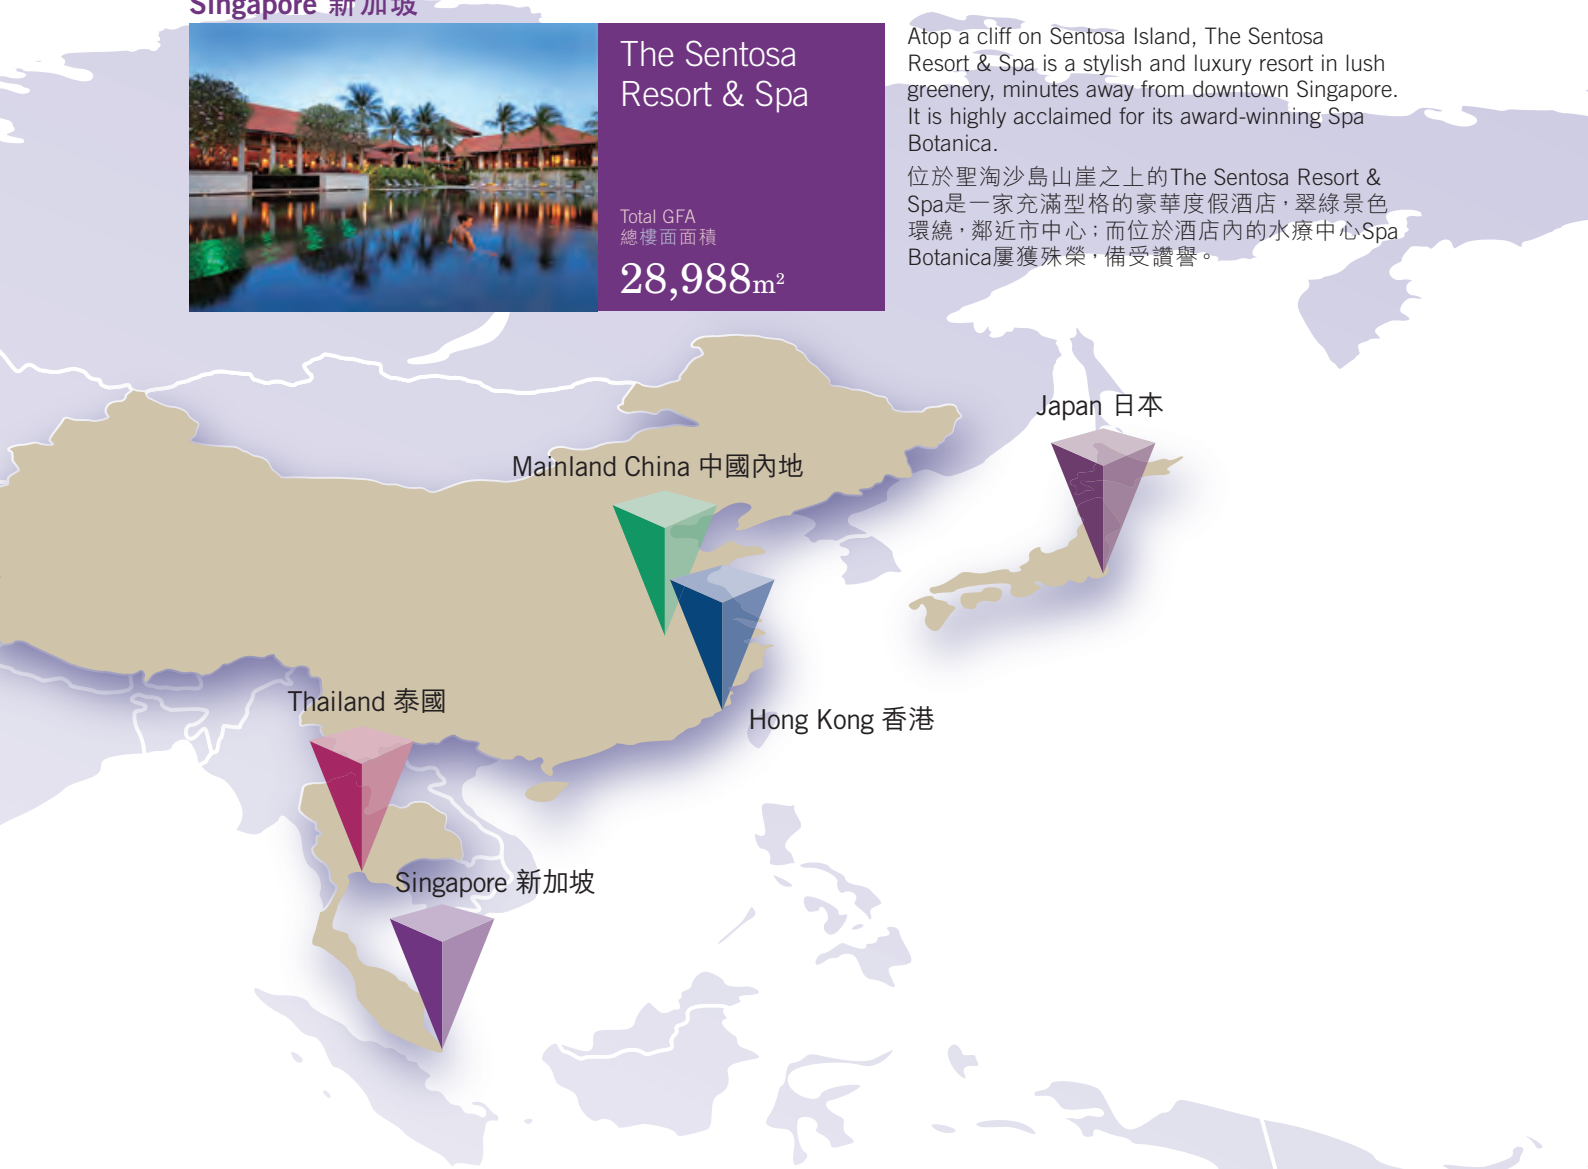 Singapore 新加坡
The Sentosa
Resort & Spa
Total GFA
總樓面面積
28,988m²
Atop a cliff on Sentosa Island, The Sentosa
Resort & Spa is a stylish and luxury resort in lush
greenery, minutes away from downtown Singapore.
It is highly acclaimed for its award-winning Spa
Botanica.
位於聖淘沙島山崖之上的The Sentosa Resort &
Spa是一家充滿型格的豪華度假酒店，翠綠景色
環繞，鄰近市中心；而位於酒店內的水療中心Spa
Botanica屢獲殊榮，備受讚譽。
Japan 日本
Mainland China 中國內地
Thailand 泰國
Hong Kong 香港
Singapore 新加坡